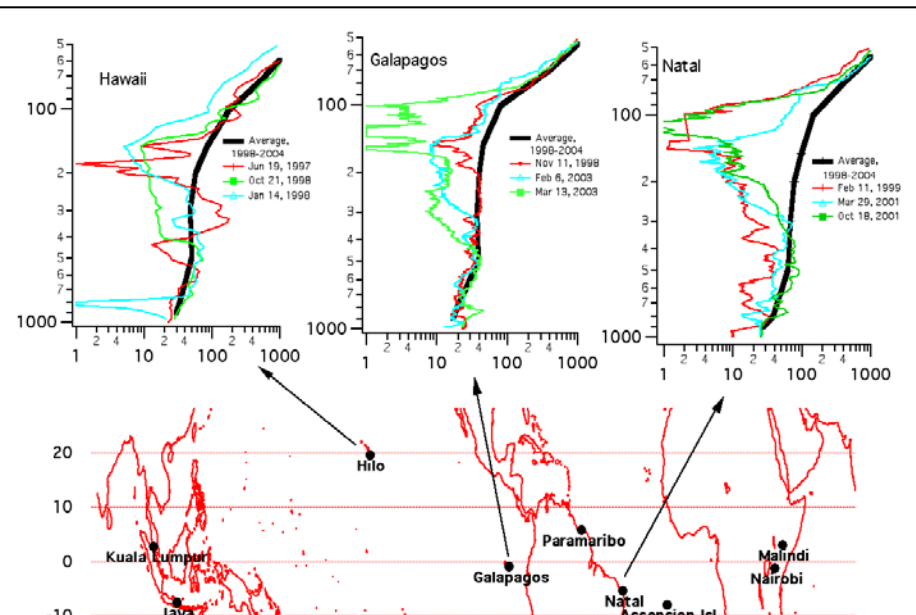 Hawaii
5
6
7
100
2
3
4
5
6
7
1000
1
2 4
10
2 4
100
2 4
1000
Average,
1998-2004
Jun 19, 1997
Oct 21, 1998
Jan 14, 1998
Galapagos
5
6
7
100
2
3
4
5
6
7
1000
1
2 4
10
2 4
100
2 4
1000
Average,
1998-2004
Nov 11, 1998
Feb 6, 2003
Mar 13, 2003
Natal
5
6
7
100
2
3
4
5
6
7
1000
1
2 4
10
2 4
100
2 4
1000
Average,
1998-2004
Feb 11, 1999
Mar 29, 2001
Oct 18, 2001
20
Hilo
10
Paramaribo
Kuala Lumpur
0
Malindi
Galapagos
Nairobi
Natal
Ascension Isl
-10
Java